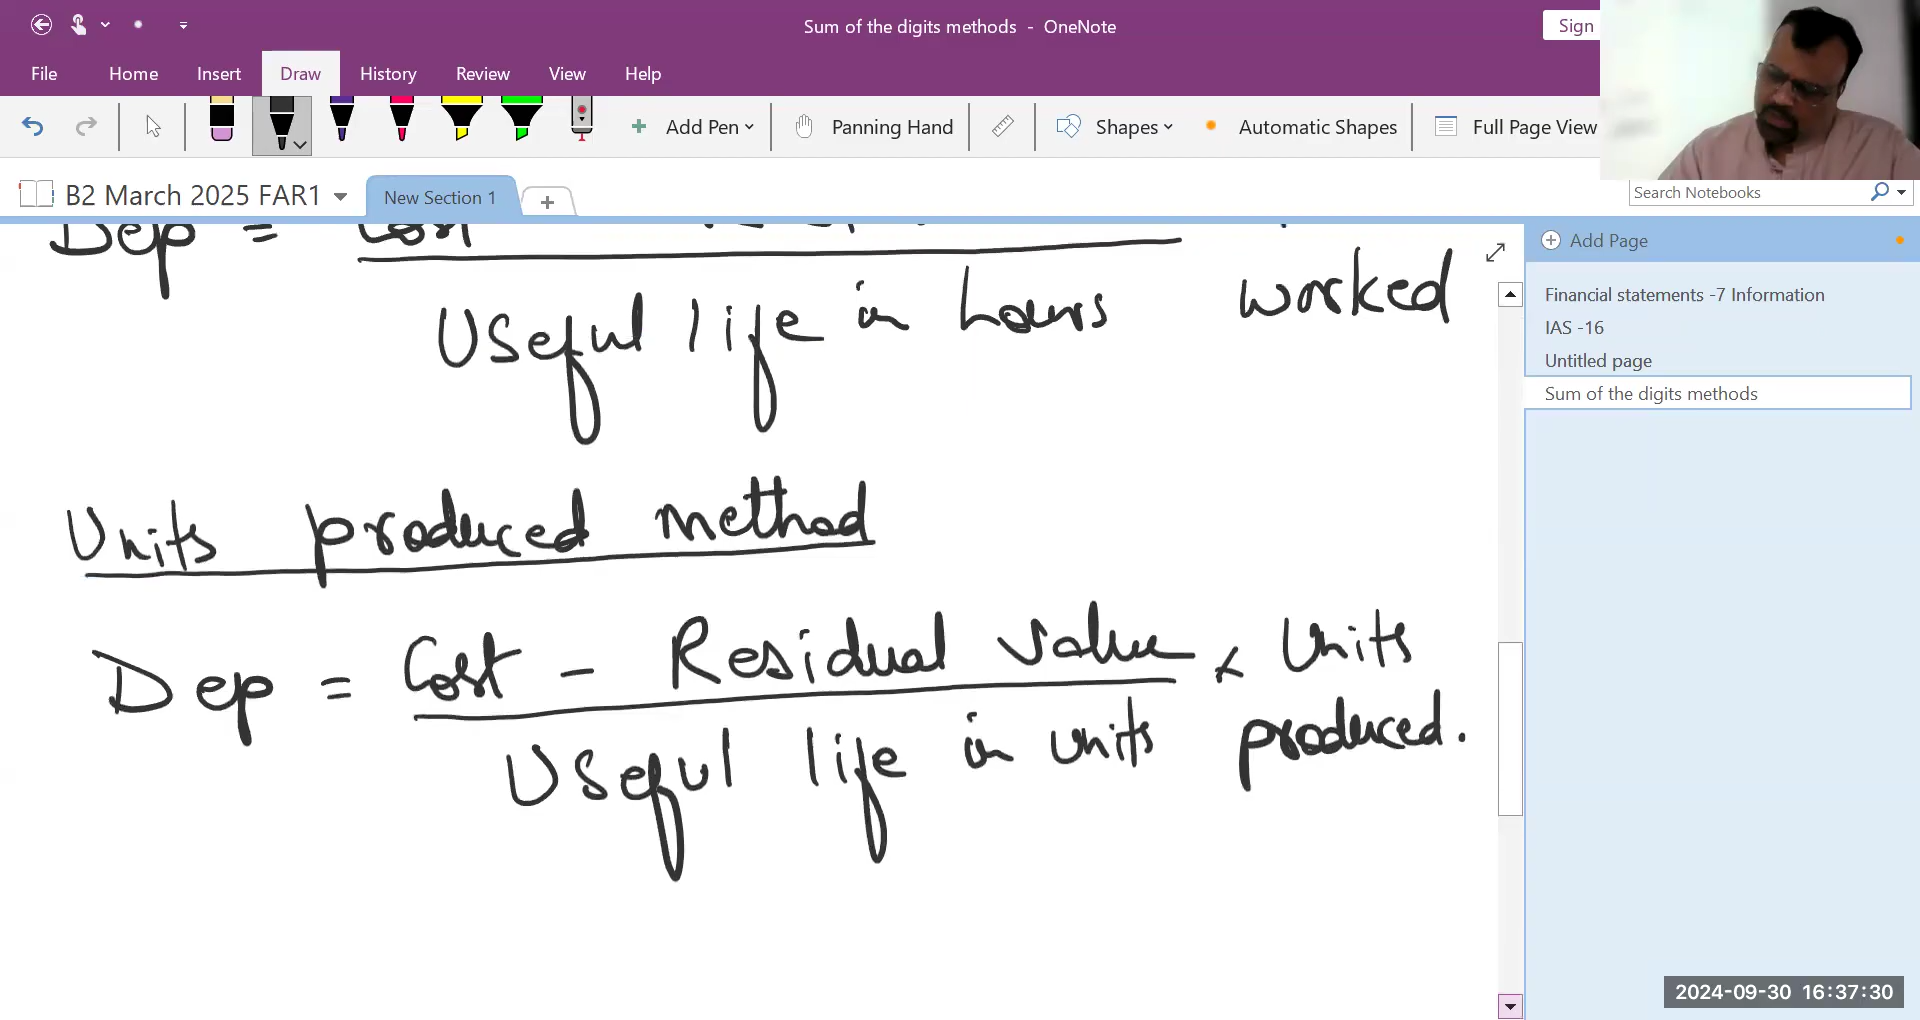 Sum of the digits methods - OneNote
Sign
File Home Insert Draw History Review View Help
Add Pen Panning Hand Shapes Automatic Shapes Full Page View
B2 March 2025 FAR1 New Section 1
Search Notebooks
Add Page
Financial statements -7 Information
IAS -16
Untitled page
Sum of the digits methods
Dep = Cost
Useful life in hours worked
Units produced method
Dep = Cost - Residual value × Units
Useful life in units produced.
2024-09-30 16:37:30